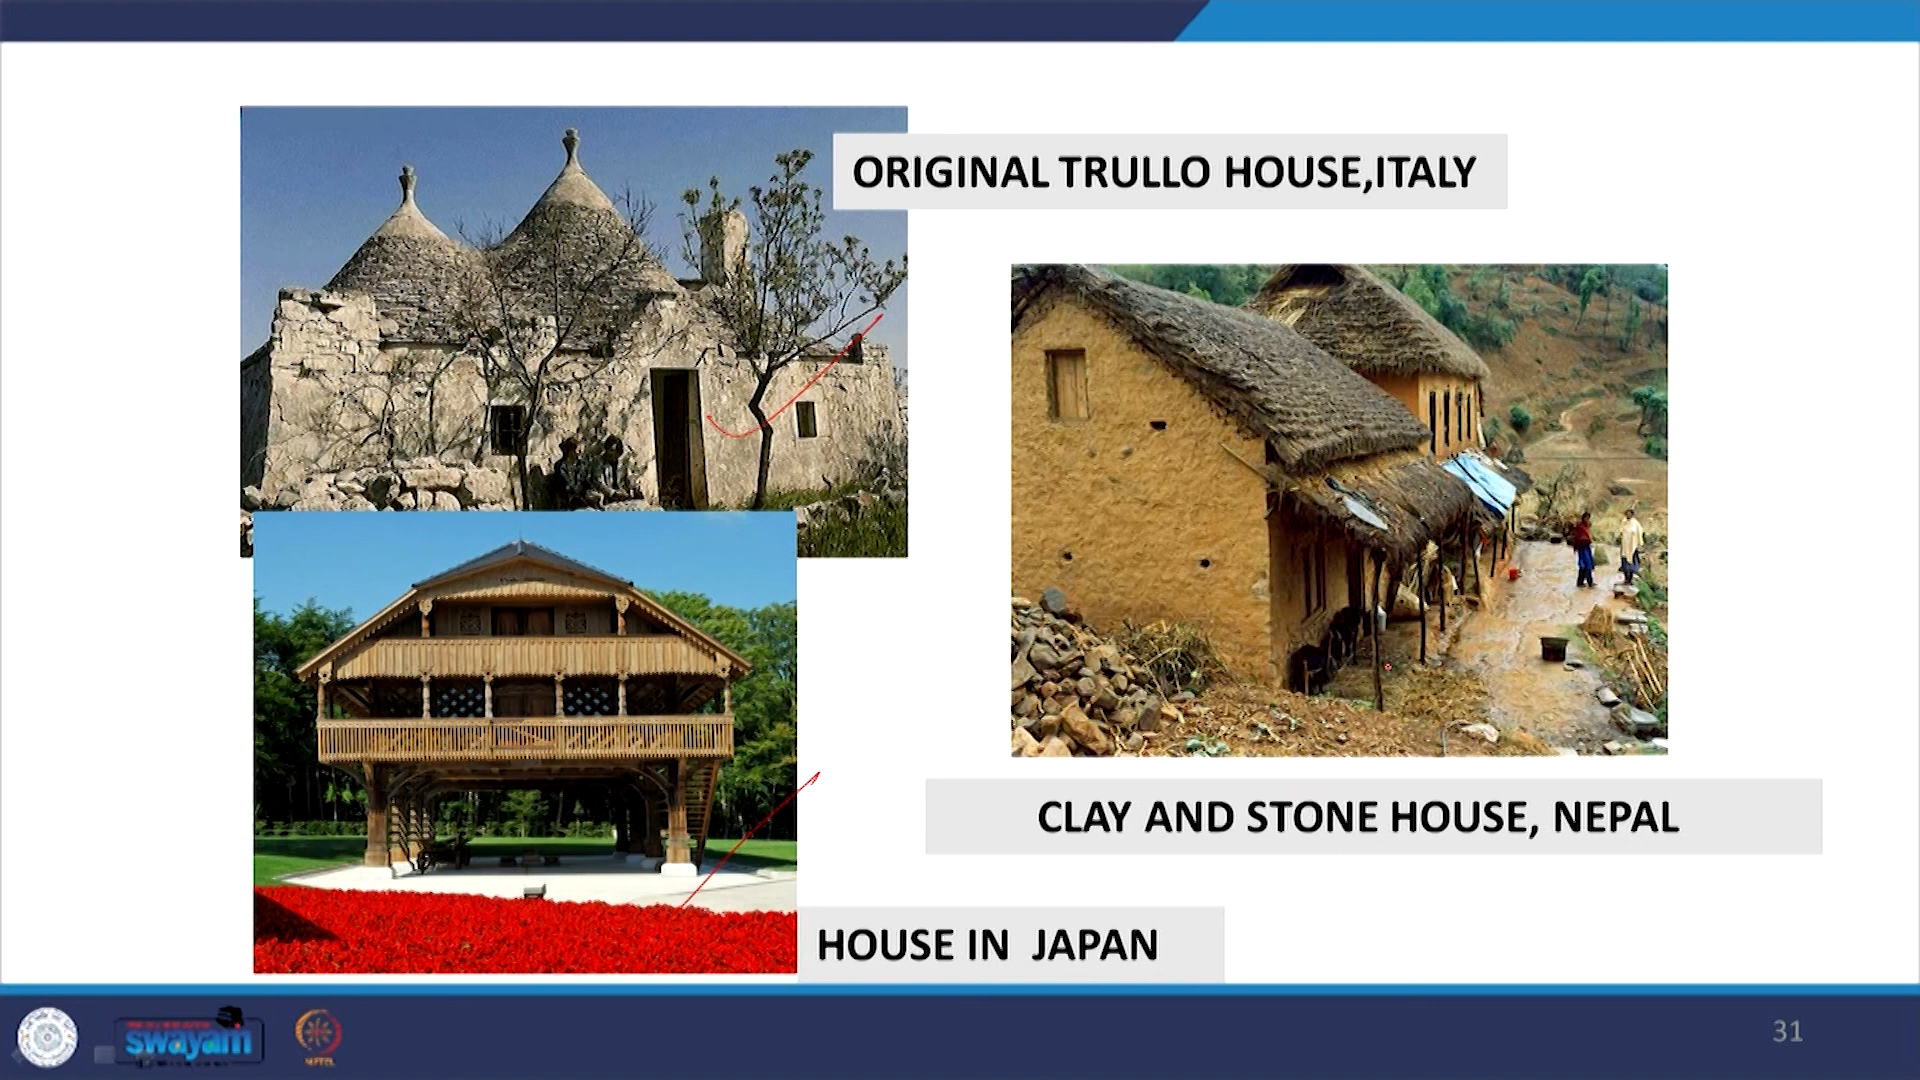 ORIGINAL TRULLO HOUSE,ITALY
CLAY AND STONE HOUSE, NEPAL
HOUSE IN JAPAN
swayam
31